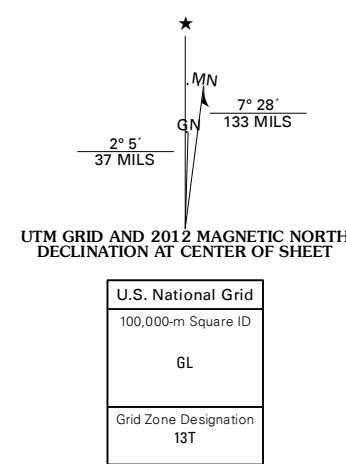 ★
MN
GN
7° 28´
133 MILS
2° 5´
37 MILS
UTM GRID AND 2012 MAGNETIC NORTH
DECLINATION AT CENTER OF SHEET
U.S. National Grid
100,000-m Square ID
GL
Grid Zone Designation
13T